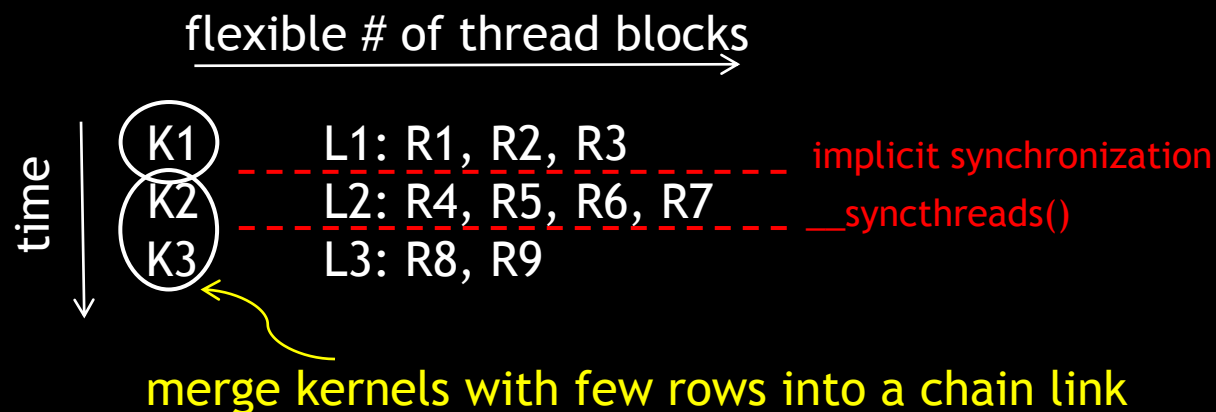 flexible # of thread blocks
time
K1 L1: R1, R2, R3
implicit synchronization
K2 L2: R4, R5, R6, R7
__syncthreads()
K3 L3: R8, R9
merge kernels with few rows into a chain link